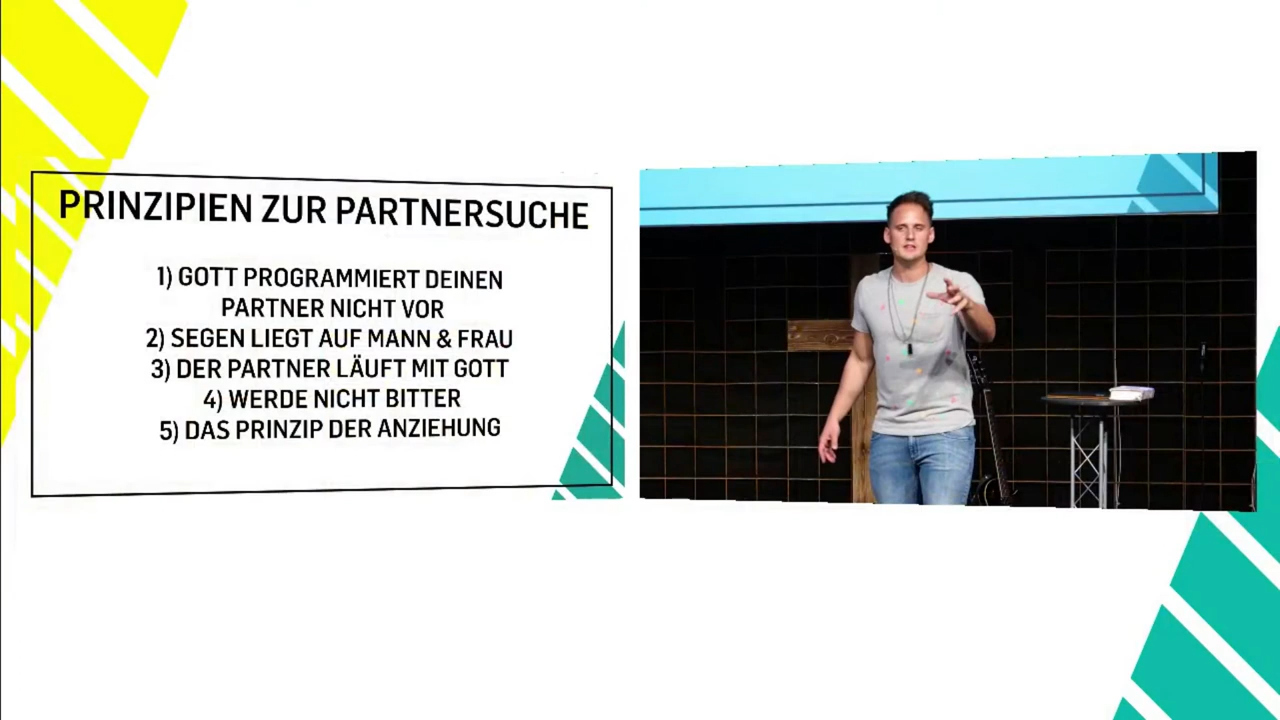 PRINZIPIEN ZUR PARTNERSUCHE
1) GOTT PROGRAMMIERT DEINEN
PARTNER NICHT VOR
2) SEGEN LIEGT AUF MANN & FRAU
3) DER PARTNER LÄUFT MIT GOTT
4) WERDE NICHT BITTER
5) DAS PRINZIP DER ANZIEHUNG